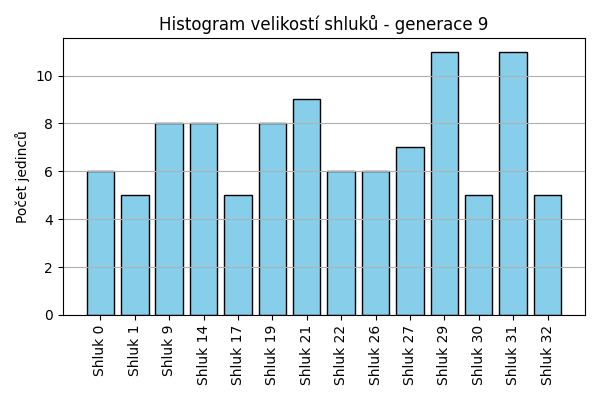 Histogram velikostí shluků - generace 9
Počet jedinců
10
8
6
4
2
0
Shluk 0
Shluk 1
Shluk 9
Shluk 14
Shluk 17
Shluk 19
Shluk 21
Shluk 22
Shluk 26
Shluk 27
Shluk 29
Shluk 30
Shluk 31
Shluk 32